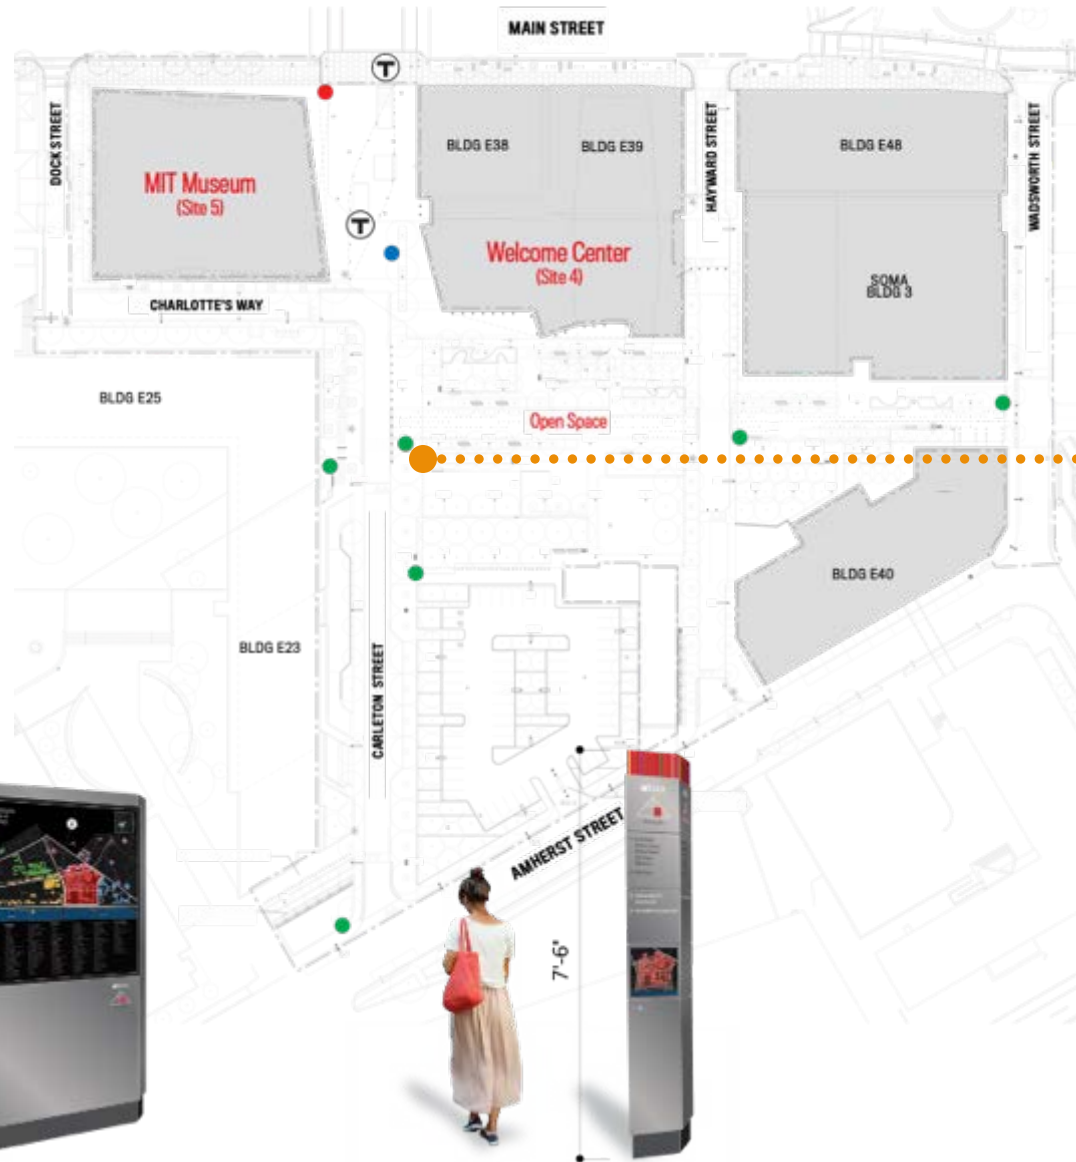 MAIN STREET
T
DOCK STREET
BLDG E38
BLDG E39
HAYWARD STREET
BLDG E48
WADSWORTH STREET
MIT Museum
(Site 5)
T
Welcome Center
(Site 4)
SOMA
BLDG 3
CHARLOTTE'S WAY
BLDG E25
Open Space
BLDG E40
BLDG E23
CARLETON STREET
AMHERST STREET
7'-6"